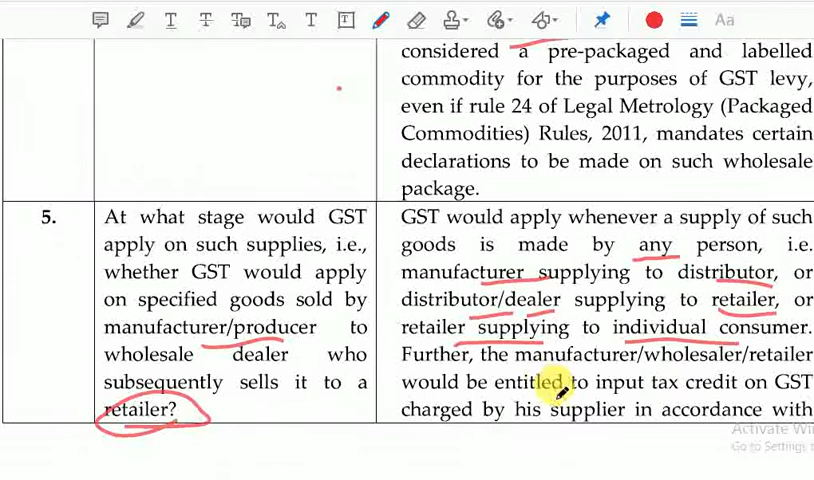 Aa
considered a pre-packaged and labelled
commodity for the purposes of GST levy,
even if rule 24 of Legal Metrology (Packaged
Commodities) Rules, 2011, mandates certain
declarations to be made on such wholesale
package.
5.
At what stage would GST
apply on such supplies, i.e.,
whether GST would apply
on specified goods sold by
manufacturer/producer to
wholesale dealer who
subsequently sells it to a
retailer?
GST would apply whenever a supply of such
goods is made by any person, i.e.
manufacturer supplying to distributor, or
distributor/dealer supplying to retailer, or
retailer supplying to individual consumer.
Further, the manufacturer/wholesaler/retailer
would be entitled to input tax credit on GST
charged by his supplier in accordance with
Activate Wi
Go to Settings t